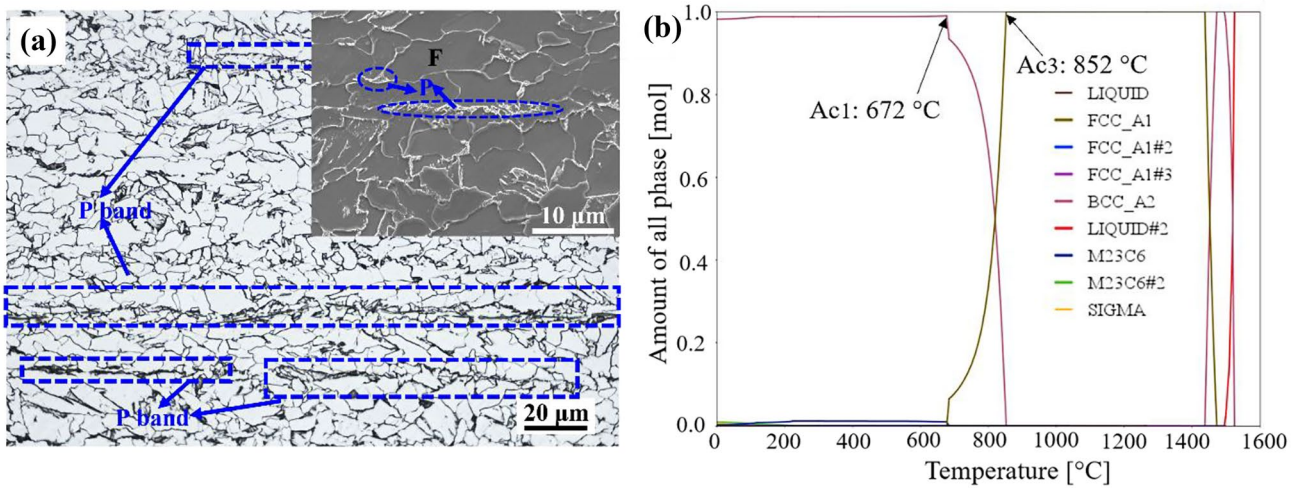 (a)
F
P
10 μm
P band
P band
20 μm
(b)
Amount of all phase [mol]
1.0
0.8
0.6
0.4
0.2
0.0
0
200
400
600
800
1000
1200
1400
1600
Temperature [°C]
Ac1: 672 °C
Ac3: 852 °C
LIQUID
FCC_A1
FCC_A1#2
FCC_A1#3
BCC_A2
LIQUID#2
M23C6
M23C6#2
SIGMA